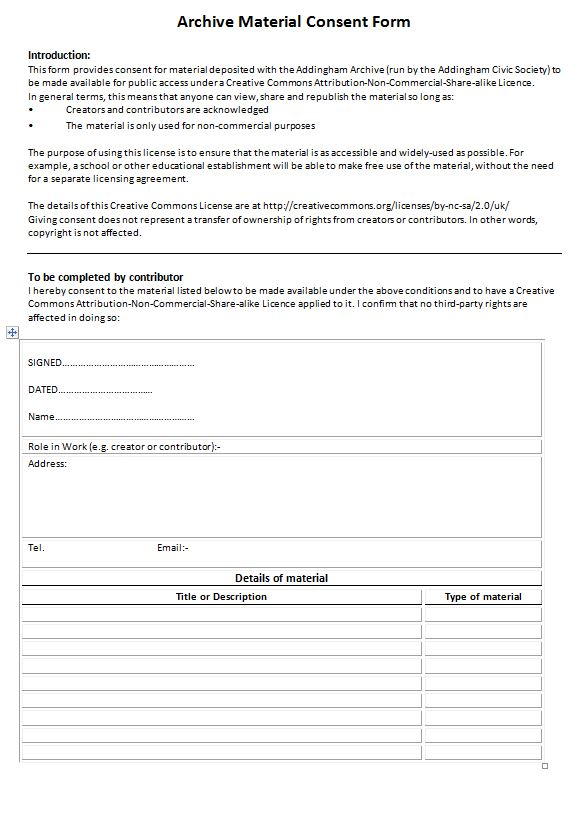 Archive Material Consent Form
Introduction:
This form provides consent for material deposited with the Addingham Archive (run by the Addingham Civic Society) to
be made available for public access under a Creative Commons Attribution-Non-Commercial-Share-alike Licence.
In general terms, this means that anyone can view, share and republish the material so long as:
• Creators and contributors are acknowledged
• The material is only used for non-commercial purposes
The purpose of using this license is to ensure that the material is as accessible and widely-used as possible. For
example, a school or other educational establishment will be able to make free use of the material, without the need
for a separate licensing agreement.
The details of this Creative Commons License are at http://creativecommons.org/licenses/by-nc-sa/2.0/uk/
Giving consent does not represent a transfer of ownership of rights from creators or contributors. In other words,
copyright is not affected.
To be completed by contributor
I hereby consent to the material listed below to be made available under the above conditions and to have a Creative
Commons Attribution-Non-Commercial-Share-alike Licence applied to it. I confirm that no third-party rights are
affected in doing so:
SIGNED……………………………………………
DATED………………………………
Name………………………………………………
Role in Work (e.g. creator or contributor):-
Address:
Tel. Email:-
Details of material
Title or Description Type of material